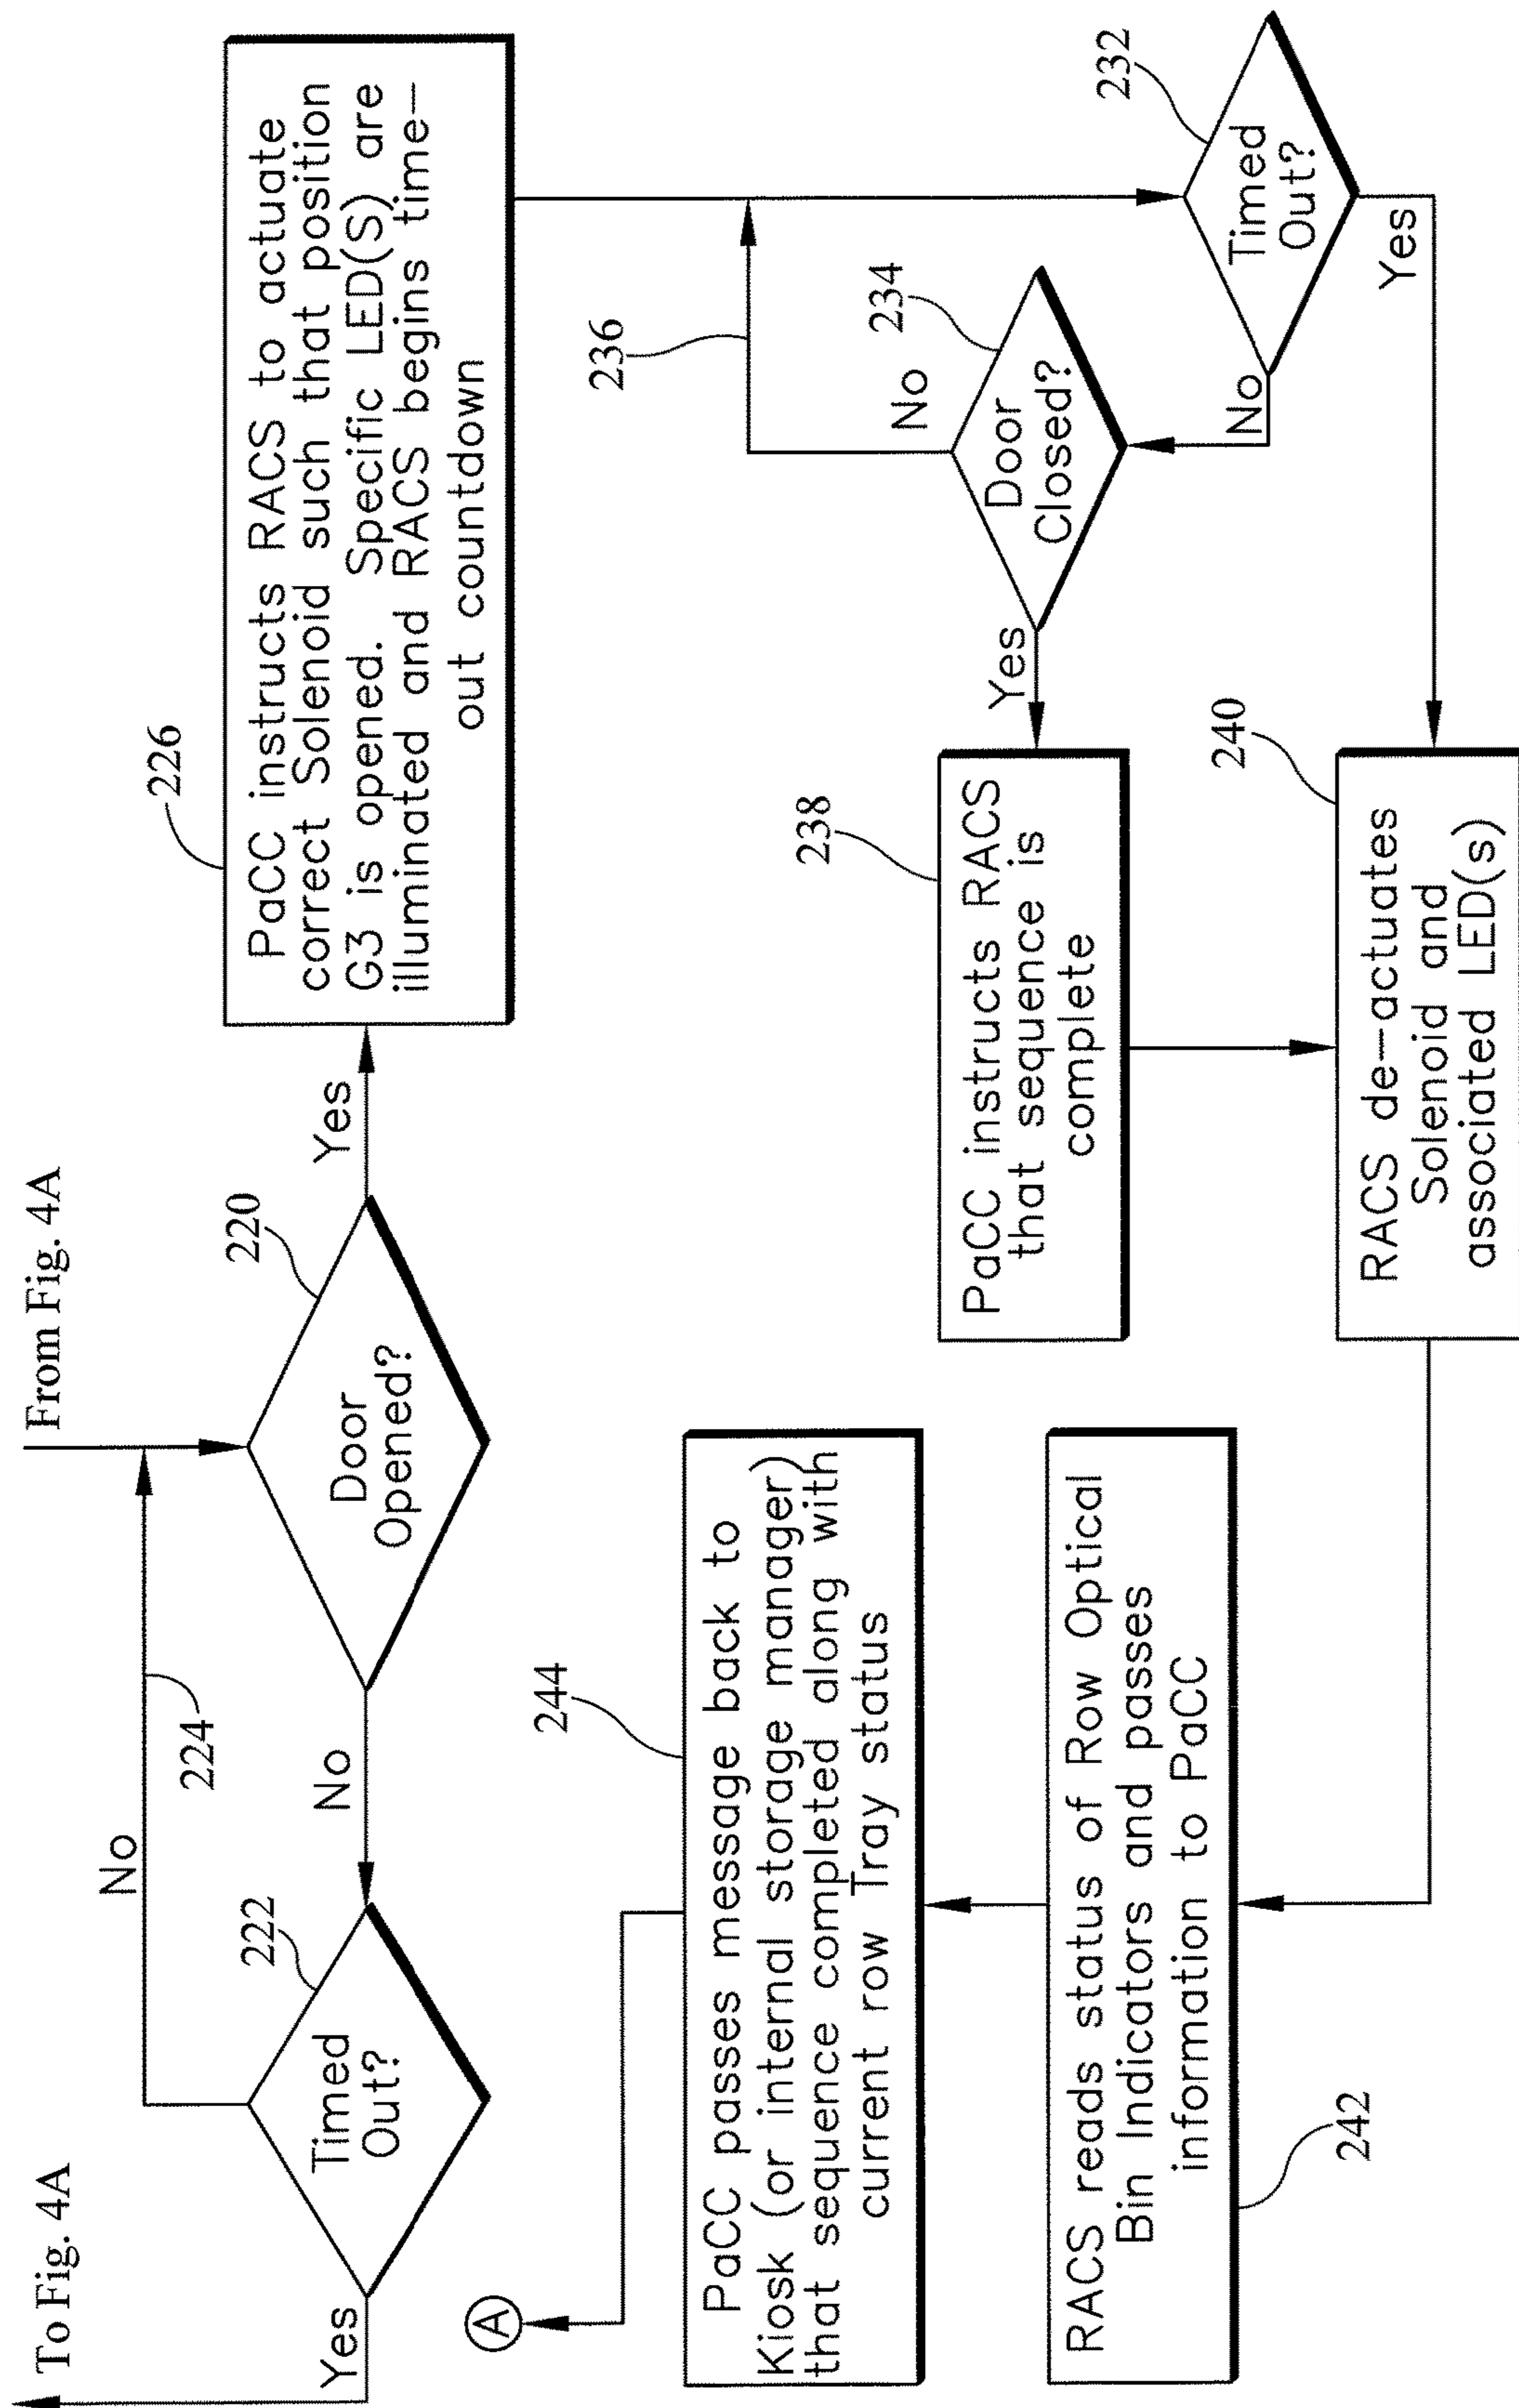 To Fig. 4A
From Fig. 4A
Yes
Timed
Out?
222
No
224
No
Door
Opened?
220
Yes
226
PaCC instructs RACS to actuate
correct Solenoid such that position
G3 is opened. Specific LED(S) are
illuminated and RACS begins time-
out countdown
A
244
PaCC passes message back to
Kiosk (or internal storage manager)
that sequence completed along with
current row Tray status
236
No
234
Door
Closed?
Yes
232
Timed
Out?
No
Yes
238
PaCC instructs RACS
that sequence is
complete
240
RACS de-actuates
Solenoid and
associated LED(s)
RACS reads status of Row Optical
Bin Indicators and passes
information to PaCC
242